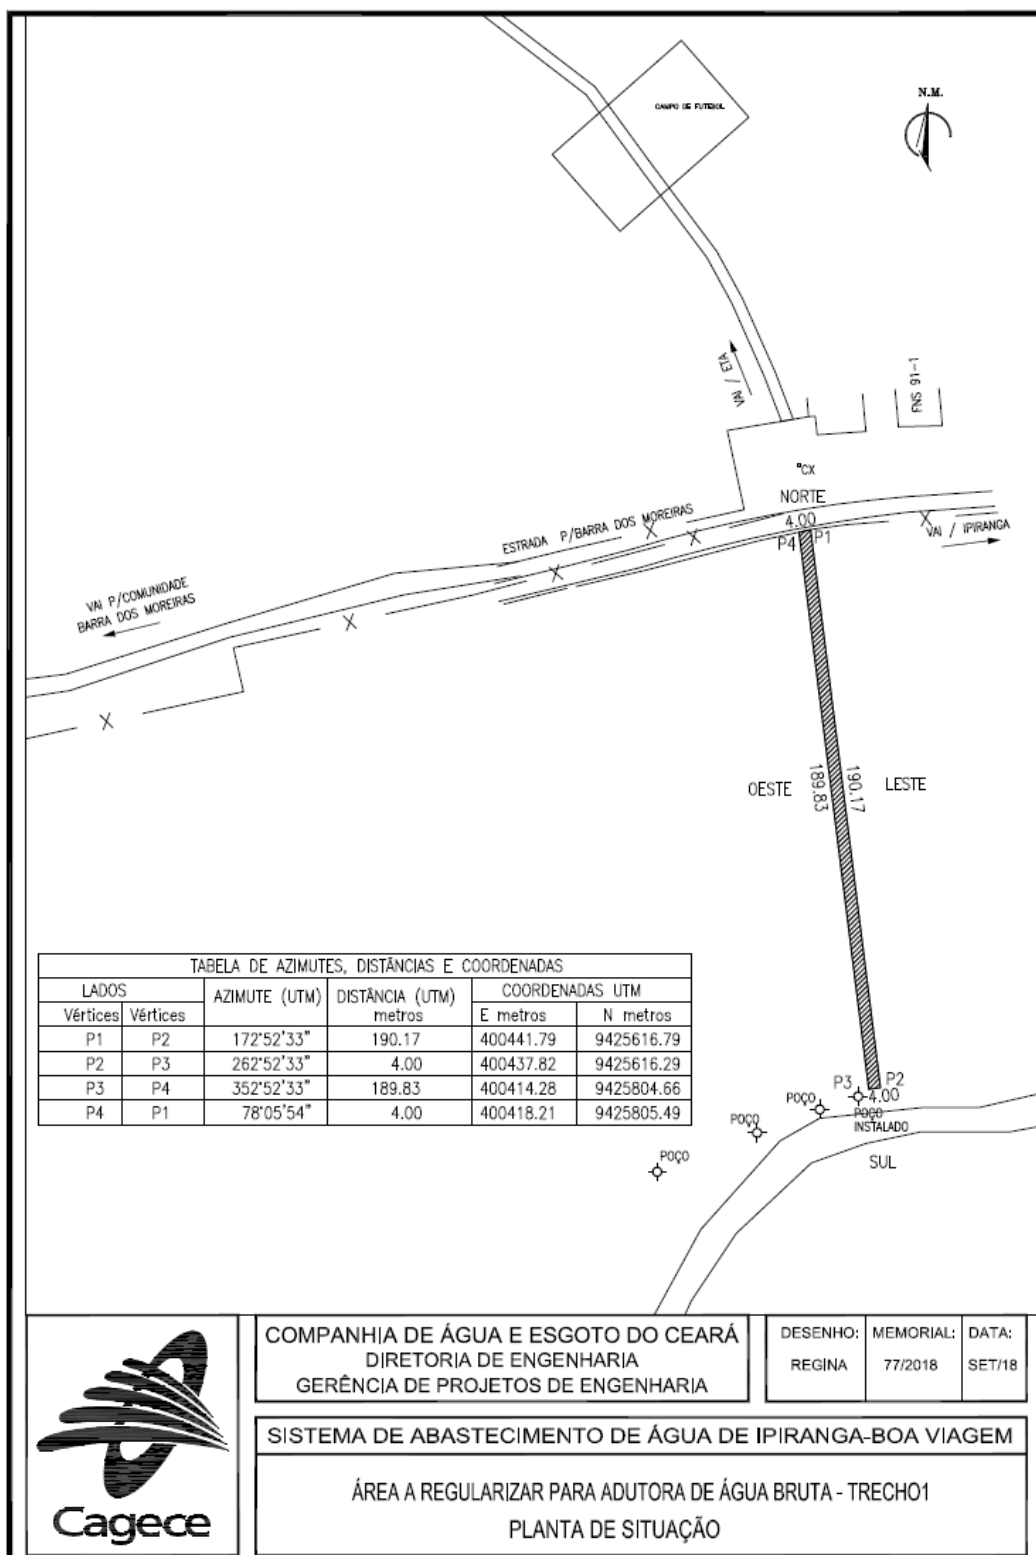 CAMPO DE FUTEBOL
N.M.
VAI / ETA
FNS 91-1
CX
NORTE
4.00
P4
P1
ESTRADA P/BARRA DOS MOREIRAS
X
X
X
X
X
X
VAI / IPIRANGA
VAI P/COMUNIDADE
BARRA DOS MOREIRAS
OESTE
189.83
190.17
LESTE
TABELA DE AZIMUTES, DISTÂNCIAS E COORDENADAS
LADOS AZIMUTE (UTM) DISTÂNCIA (UTM) metros COORDENADAS UTM
Vértices Vértices E metros N metros
P1 P2 172°52'33" 190.17 400441.79 9425616.79
P2 P3 262°52'33" 4.00 400437.82 9425616.29
P3 P4 352°52'33" 189.83 400414.28 9425804.66
P4 P1 78°05'54" 4.00 400418.21 9425805.49
P3
P2
4.00
POÇO
INSTALADO
POÇO
POÇO
POÇO
SUL
Cagece
COMPANHIA DE ÁGUA E ESGOTO DO CEARÁ
DIRETORIA DE ENGENHARIA
GERÊNCIA DE PROJETOS DE ENGENHARIA
DESENHO: MEMORIAL: DATA:
REGINA 77/2018 SET/18
SISTEMA DE ABASTECIMENTO DE ÁGUA DE IPIRANGA-BOA VIAGEM
ÁREA A REGULARIZAR PARA ADUTORA DE ÁGUA BRUTA - TRECHO1
PLANTA DE SITUAÇÃO